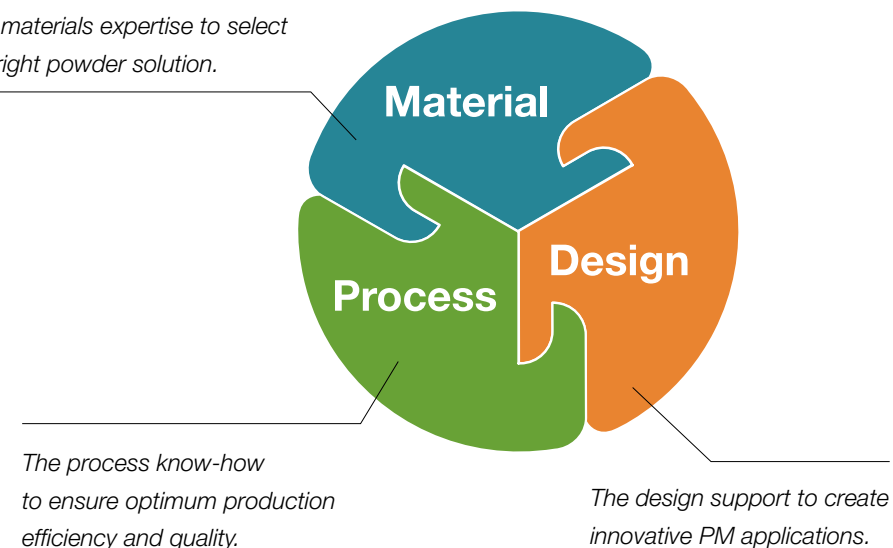 materials expertise to select
right powder solution.
Material
Design
Process
The process know-how
to ensure optimum production
efficiency and quality.
The design support to create
innovative PM applications.